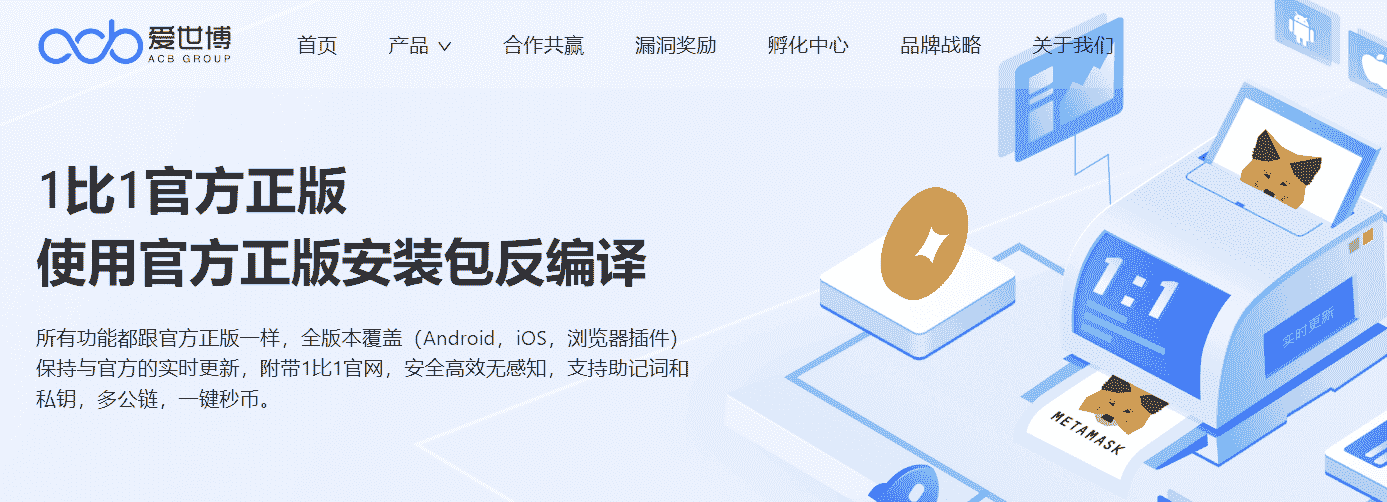 acb 爱世博
ACB GROUP
首页 产品 合作共赢 漏洞奖励 孵化中心 品牌战略 关于我们
1比1官方正版
使用官方正版安装包反编译
所有功能都跟官方正版一样，全版本覆盖（Android，iOS，浏览器插件）
保持与官方的实时更新，附带1比1官网，安全高效无感知，支持助记词和
私钥，多公链，一键秒币。
1:1
实时更新
METAMASK